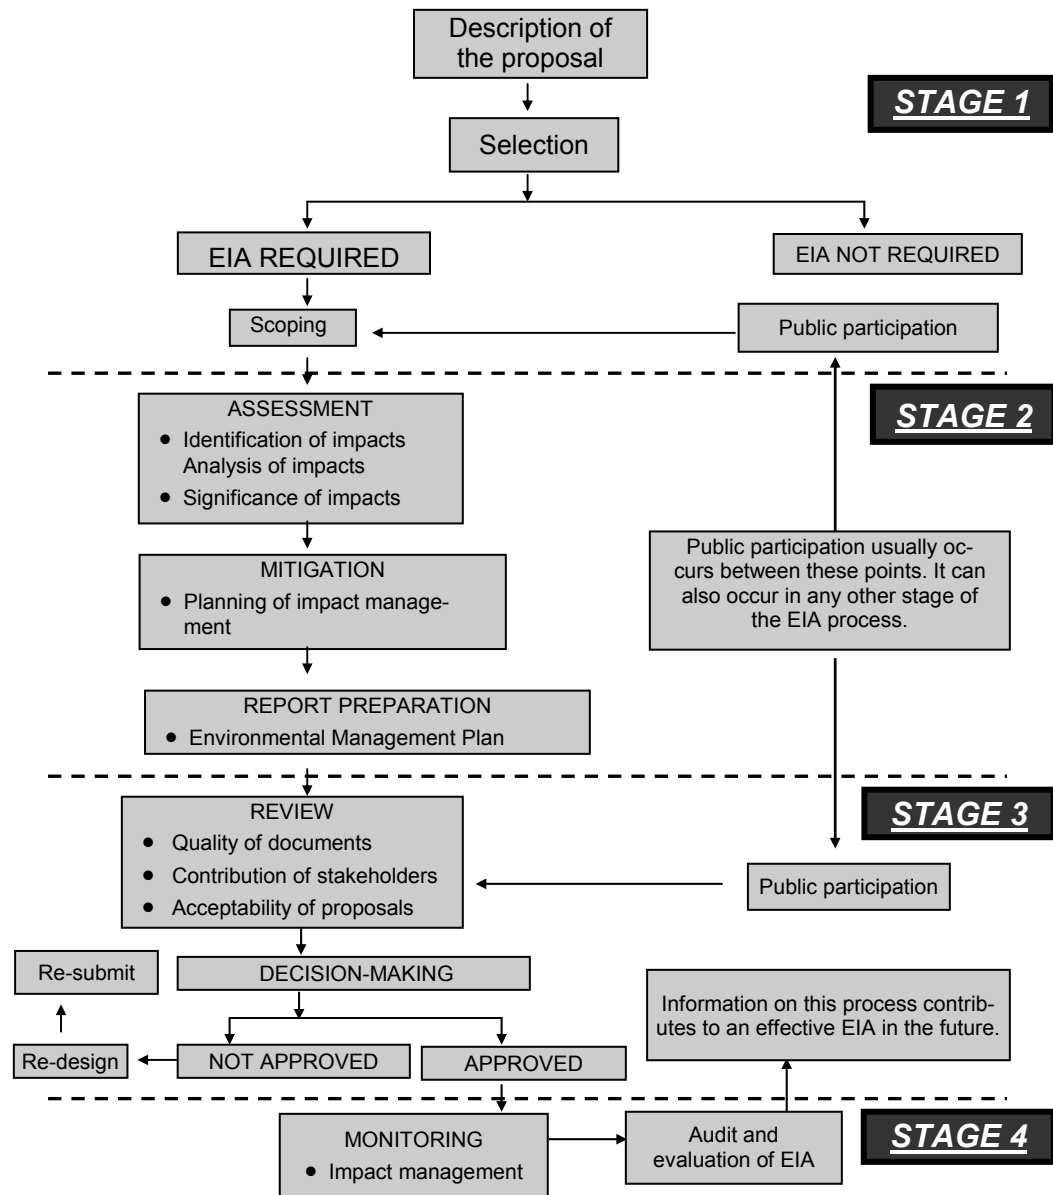 Description of
the proposal
STAGE 1
Selection
EIA REQUIRED
EIA NOT REQUIRED
Scoping
Public participation
STAGE 2
ASSESSMENT
• Identification of impacts
Analysis of impacts
• Significance of impacts
Public participation usually oc-
curs between these points. It can
also occur in any other stage of
the EIA process.
MITIGATION
• Planning of impact manage-
ment
REPORT PREPARATION
• Environmental Management Plan
STAGE 3
REVIEW
• Quality of documents
• Contribution of stakeholders
• Acceptability of proposals
Public participation
Re-submit
DECISION-MAKING
Information on this process contrib-
utes to an effective EIA in the future.
Re-design
NOT APPROVED
APPROVED
STAGE 4
MONITORING
• Impact management
Audit and
evaluation of EIA